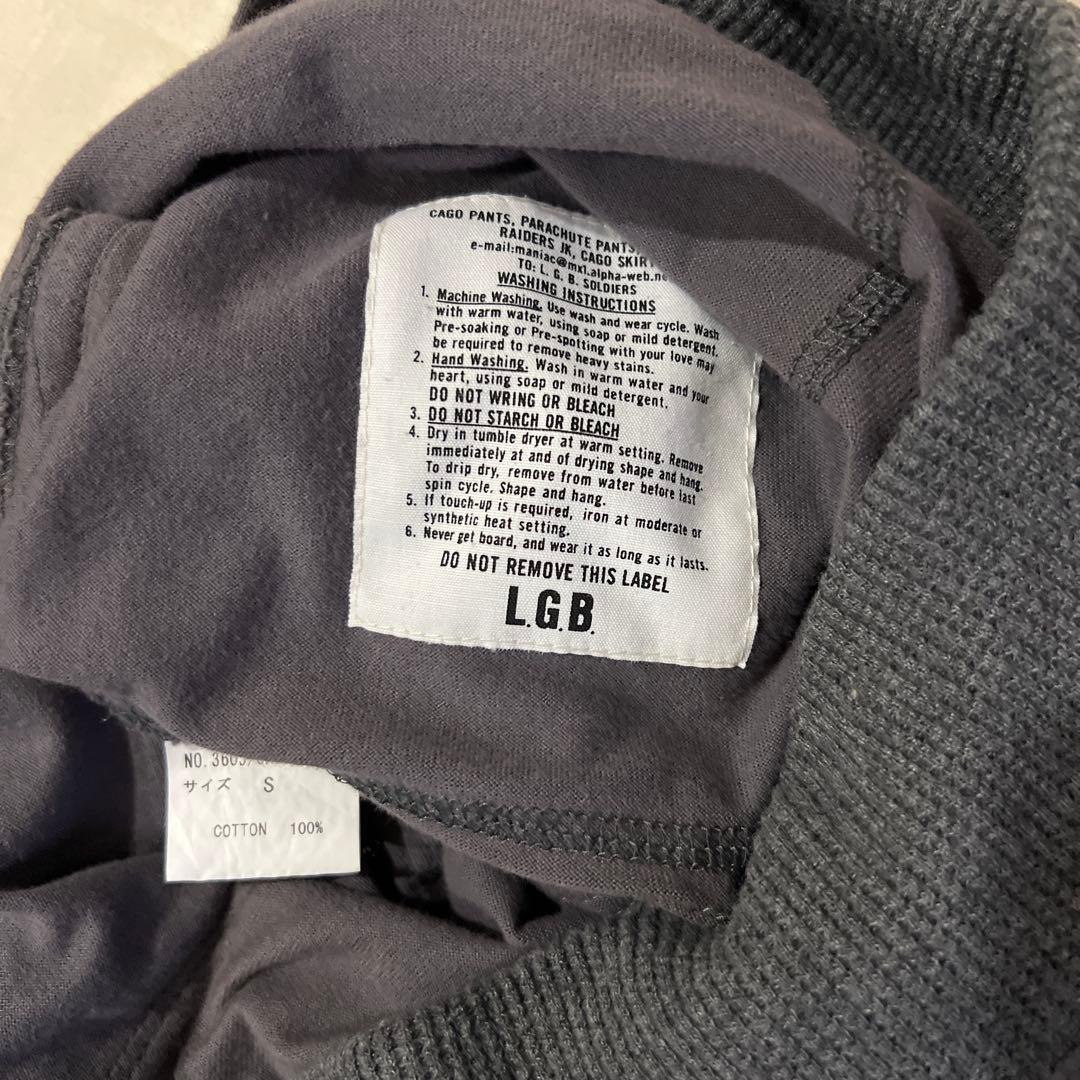 CAGO PANTS, PARACHUTE PANTS,
RAIDERS JK, CAGO SKIRT
e-mail:maniac@mx1.alpha-web.ne
TO: L. G. B. SOLDIERS
WASHING INSTRUCTIONS
1. Machine Washing. Use wash and wear cycle. Wash
with warm water, using soap or mild detergent.
Pre-soaking or Pre-spotting with your love may
be required to remove heavy stains.
2. Hand Washing. Wash in warm water and your
heart, using soap or mild detergent.
DO NOT WRING OR BLEACH
3. DO NOT STARCH OR BLEACH
4. Dry in tumble dryer at warm setting. Remove
immediately at and of drying shape and hang.
To drip dry, remove from water before last
spin cycle. Shape and hang.
5. If touch-up is required, iron at moderate or
synthetic heat setting.
6. Never get board, and wear it as long as it lasts.
DO NOT REMOVE THIS LABEL
L.G.B.
NO.
サイズ S
COTTON 100%